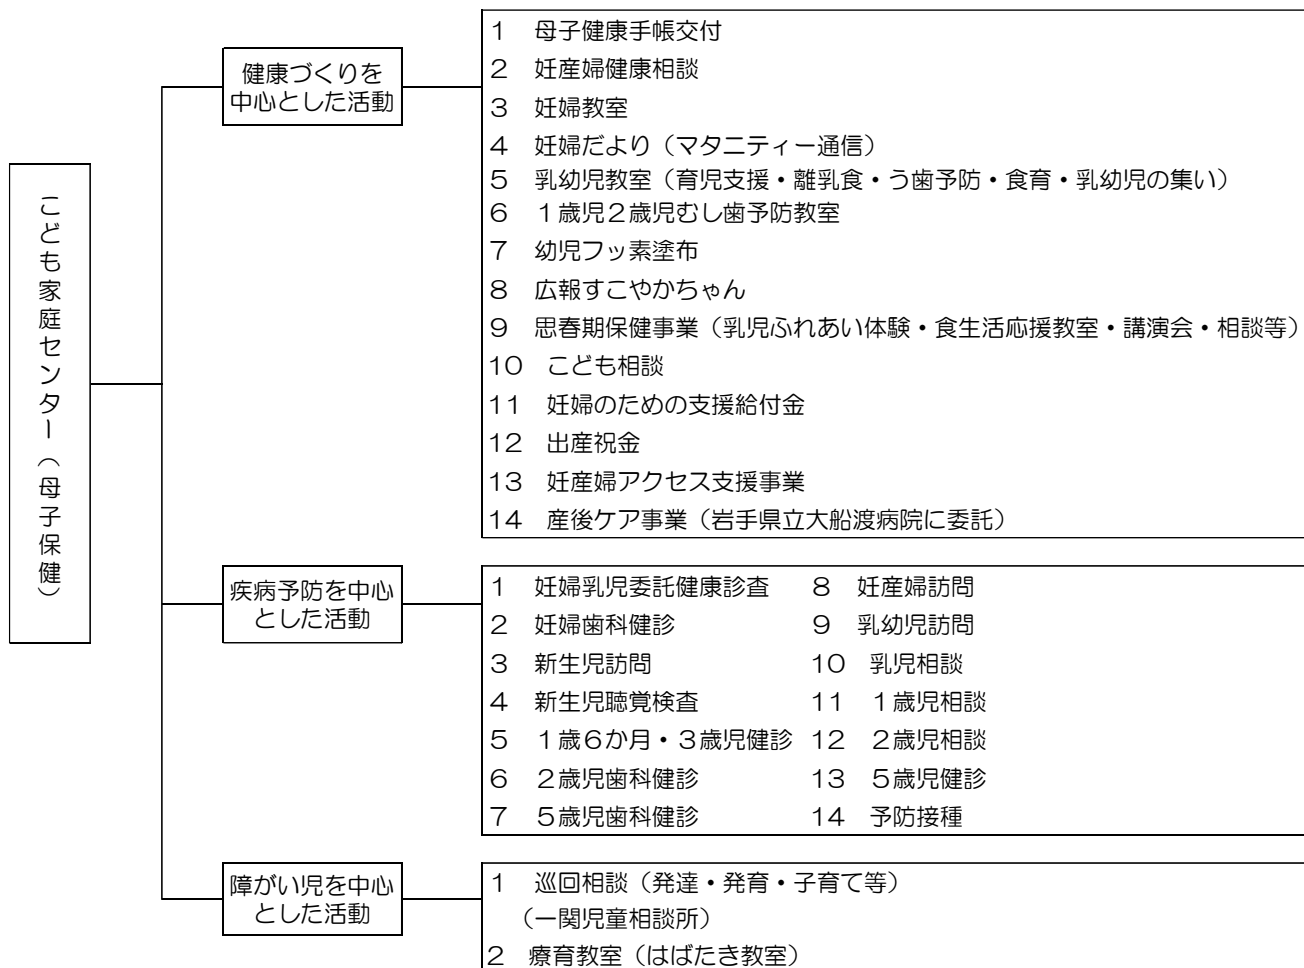 こども家庭センター（母子保健）
健康づくりを
中心とした活動
１　母子健康手帳交付
２　妊産婦健康相談
３　妊婦教室
４　妊婦だより（マタニティー通信）
５　乳幼児教室（育児支援・離乳食・う歯予防・食育・乳幼児の集い）
６　１歳児２歳児むし歯予防教室
７　幼児フッ素塗布
８　広報すこやかちゃん
９　思春期保健事業（乳児ふれあい体験・食生活応援教室・講演会・相談等）
１０　こども相談
１１　妊婦のための支援給付金
１２　出産祝金
１３　妊産婦アクセス支援事業
１４　産後ケア事業（岩手県立大船渡病院に委託）
疾病予防を中心
とした活動
１　妊婦乳児委託健康診査　８　妊産婦訪問
２　妊婦歯科健診　９　乳幼児訪問
３　新生児訪問　１０　乳児相談
４　新生児聴覚検査　１１　１歳児相談
５　１歳６か月・３歳児健診　１２　２歳児相談
６　２歳児歯科健診　１３　５歳児健診
７　５歳児歯科健診　１４　予防接種
障がい児を中心
とした活動
１　巡回相談（発達・発育・子育て等）
（一関児童相談所）
２　療育教室（はばたき教室）